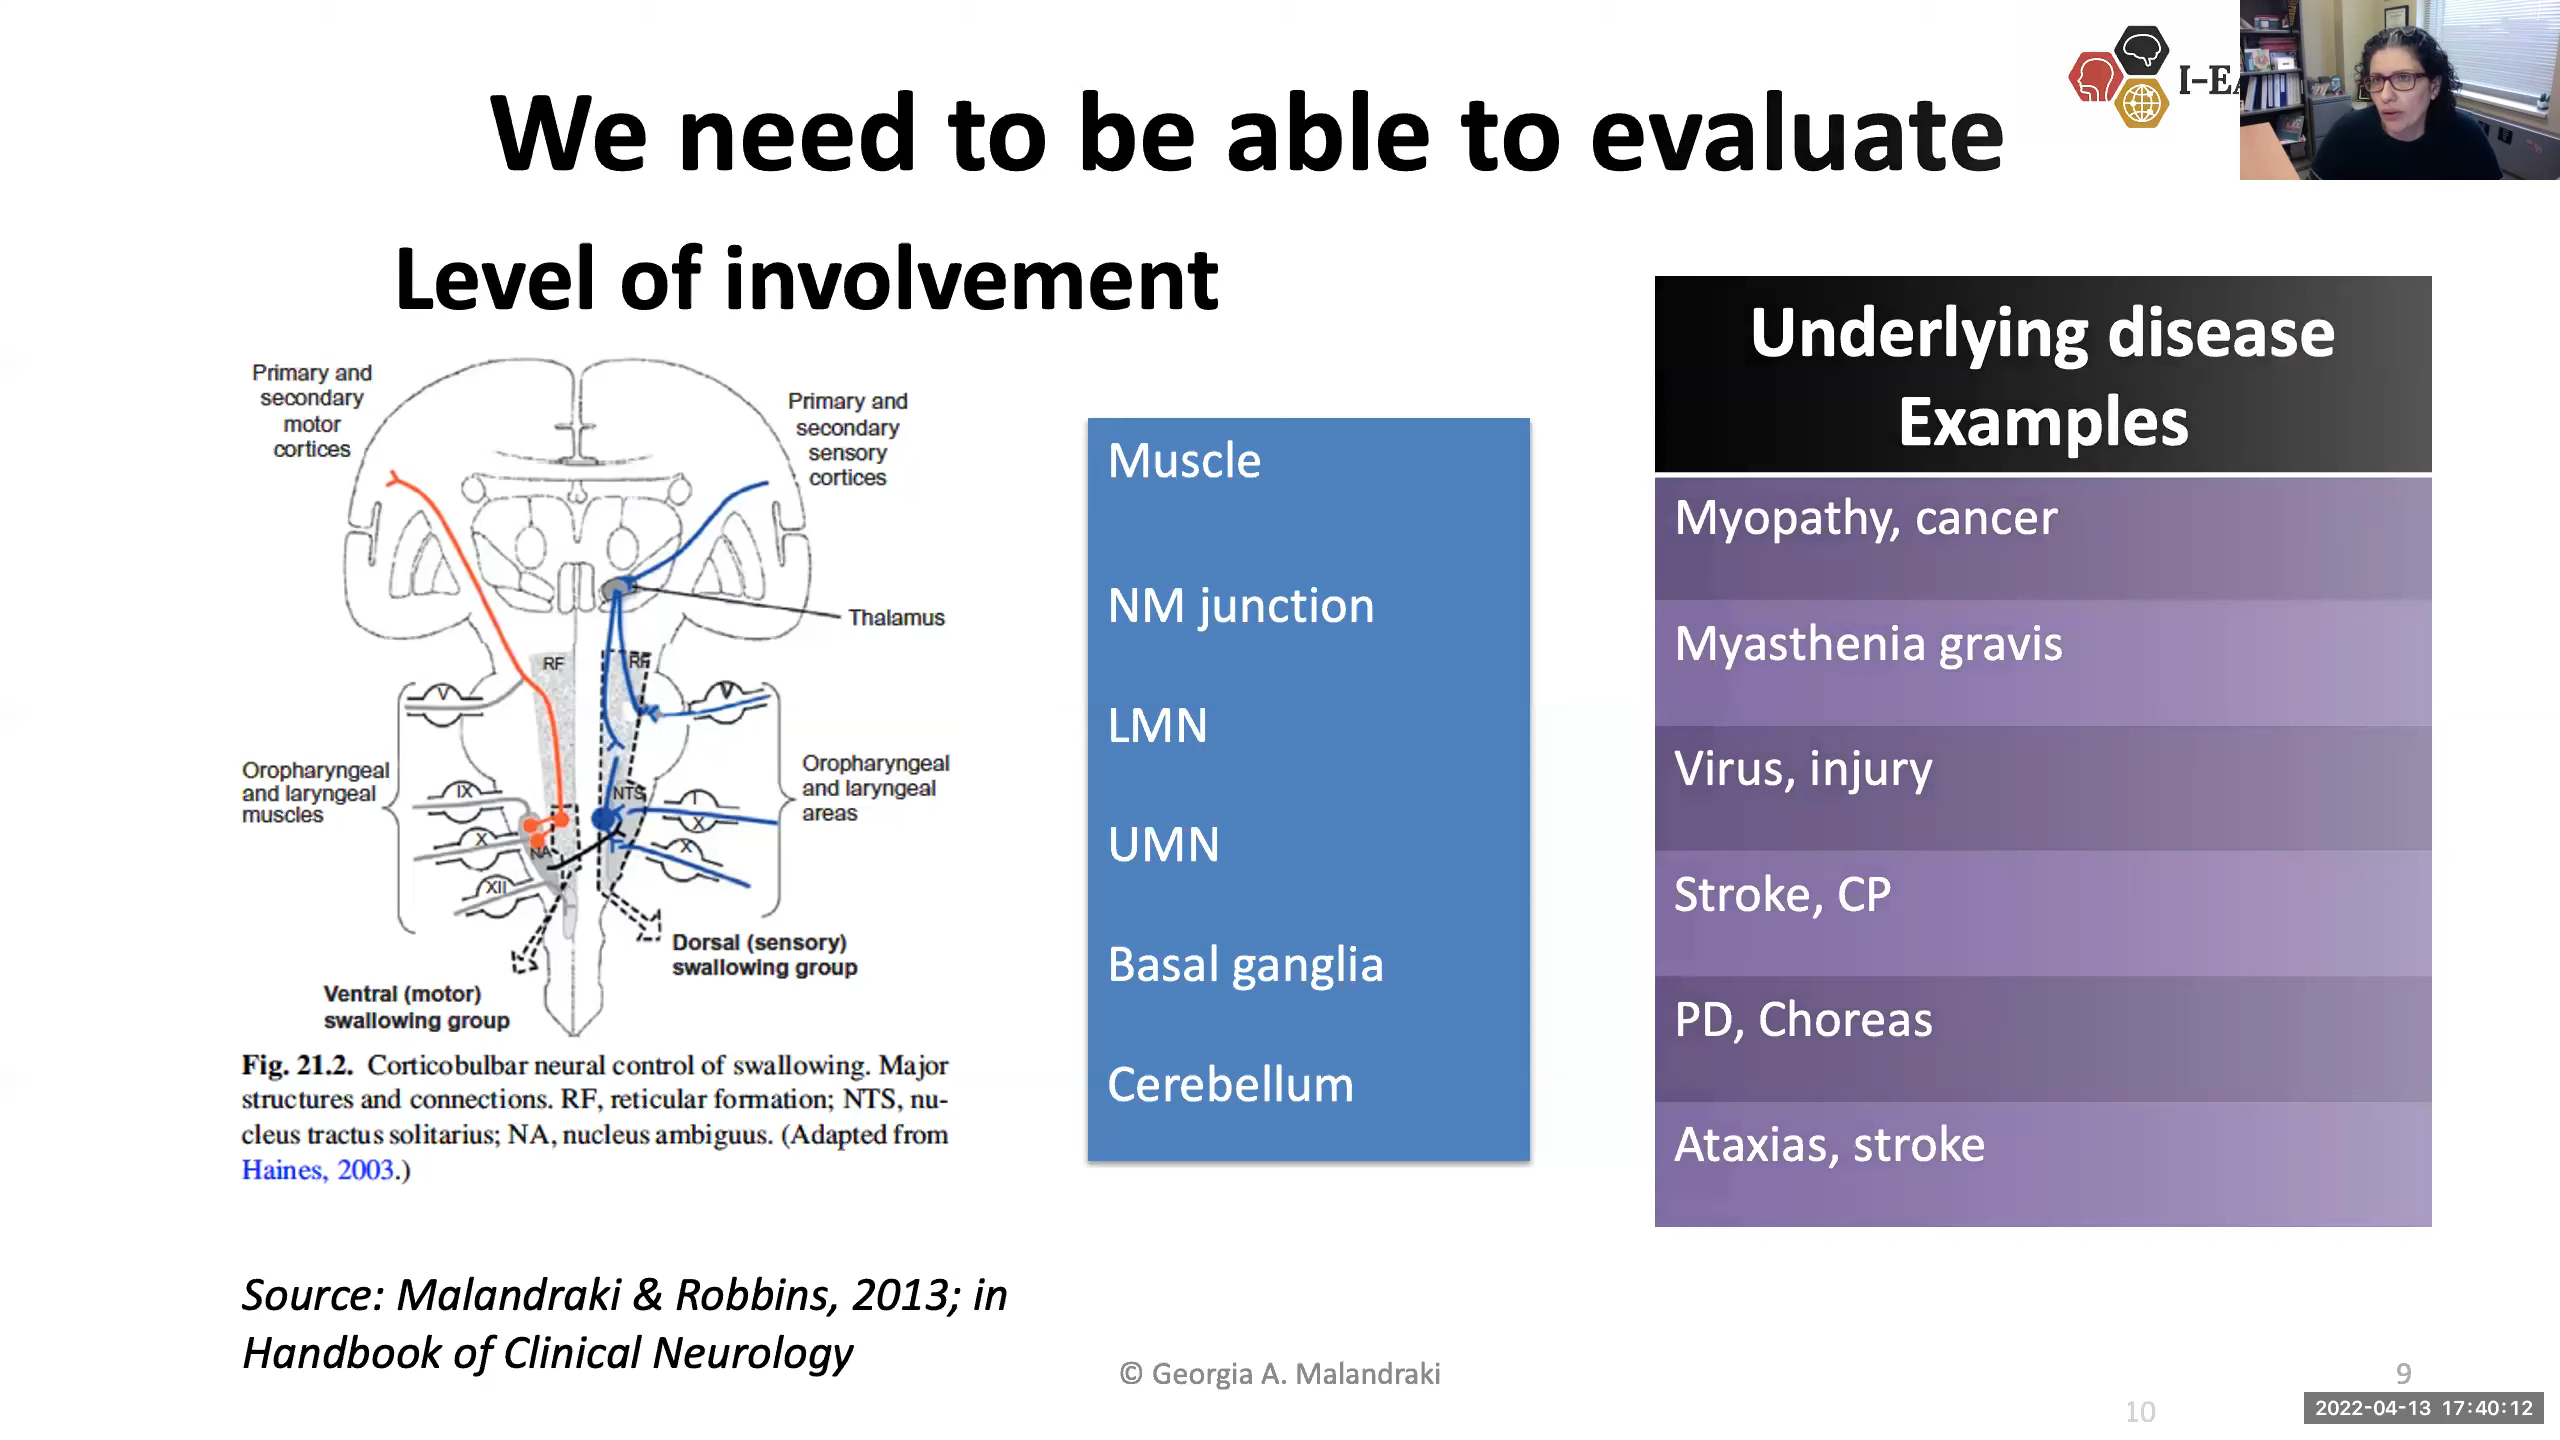 We need to be able to evaluate
I-EA
Level of involvement
Primary and
secondary
motor
cortices
Primary and
secondary
sensory
cortices
Thalamus
RF
RF
V
V
Oropharyngeal
and laryngeal
muscles
IX
X
NA
XII
NTS
I
X
X
Oropharyngeal
and laryngeal
areas
Dorsal (sensory)
swallowing group
Ventral (motor)
swallowing group
Fig. 21.2. Corticobulbar neural control of swallowing. Major
structures and connections. RF, reticular formation; NTS, nu-
cleus tractus solitarius; NA, nucleus ambiguus. (Adapted from
Haines, 2003.)
Muscle
NM junction
LMN
UMN
Basal ganglia
Cerebellum
Underlying disease
Examples
Myopathy, cancer
Myasthenia gravis
Virus, injury
Stroke, CP
PD, Choreas
Ataxias, stroke
Source: Malandraki & Robbins, 2013; in
Handbook of Clinical Neurology
© Georgia A. Malandraki
9
10
2022-04-13 17:40:12